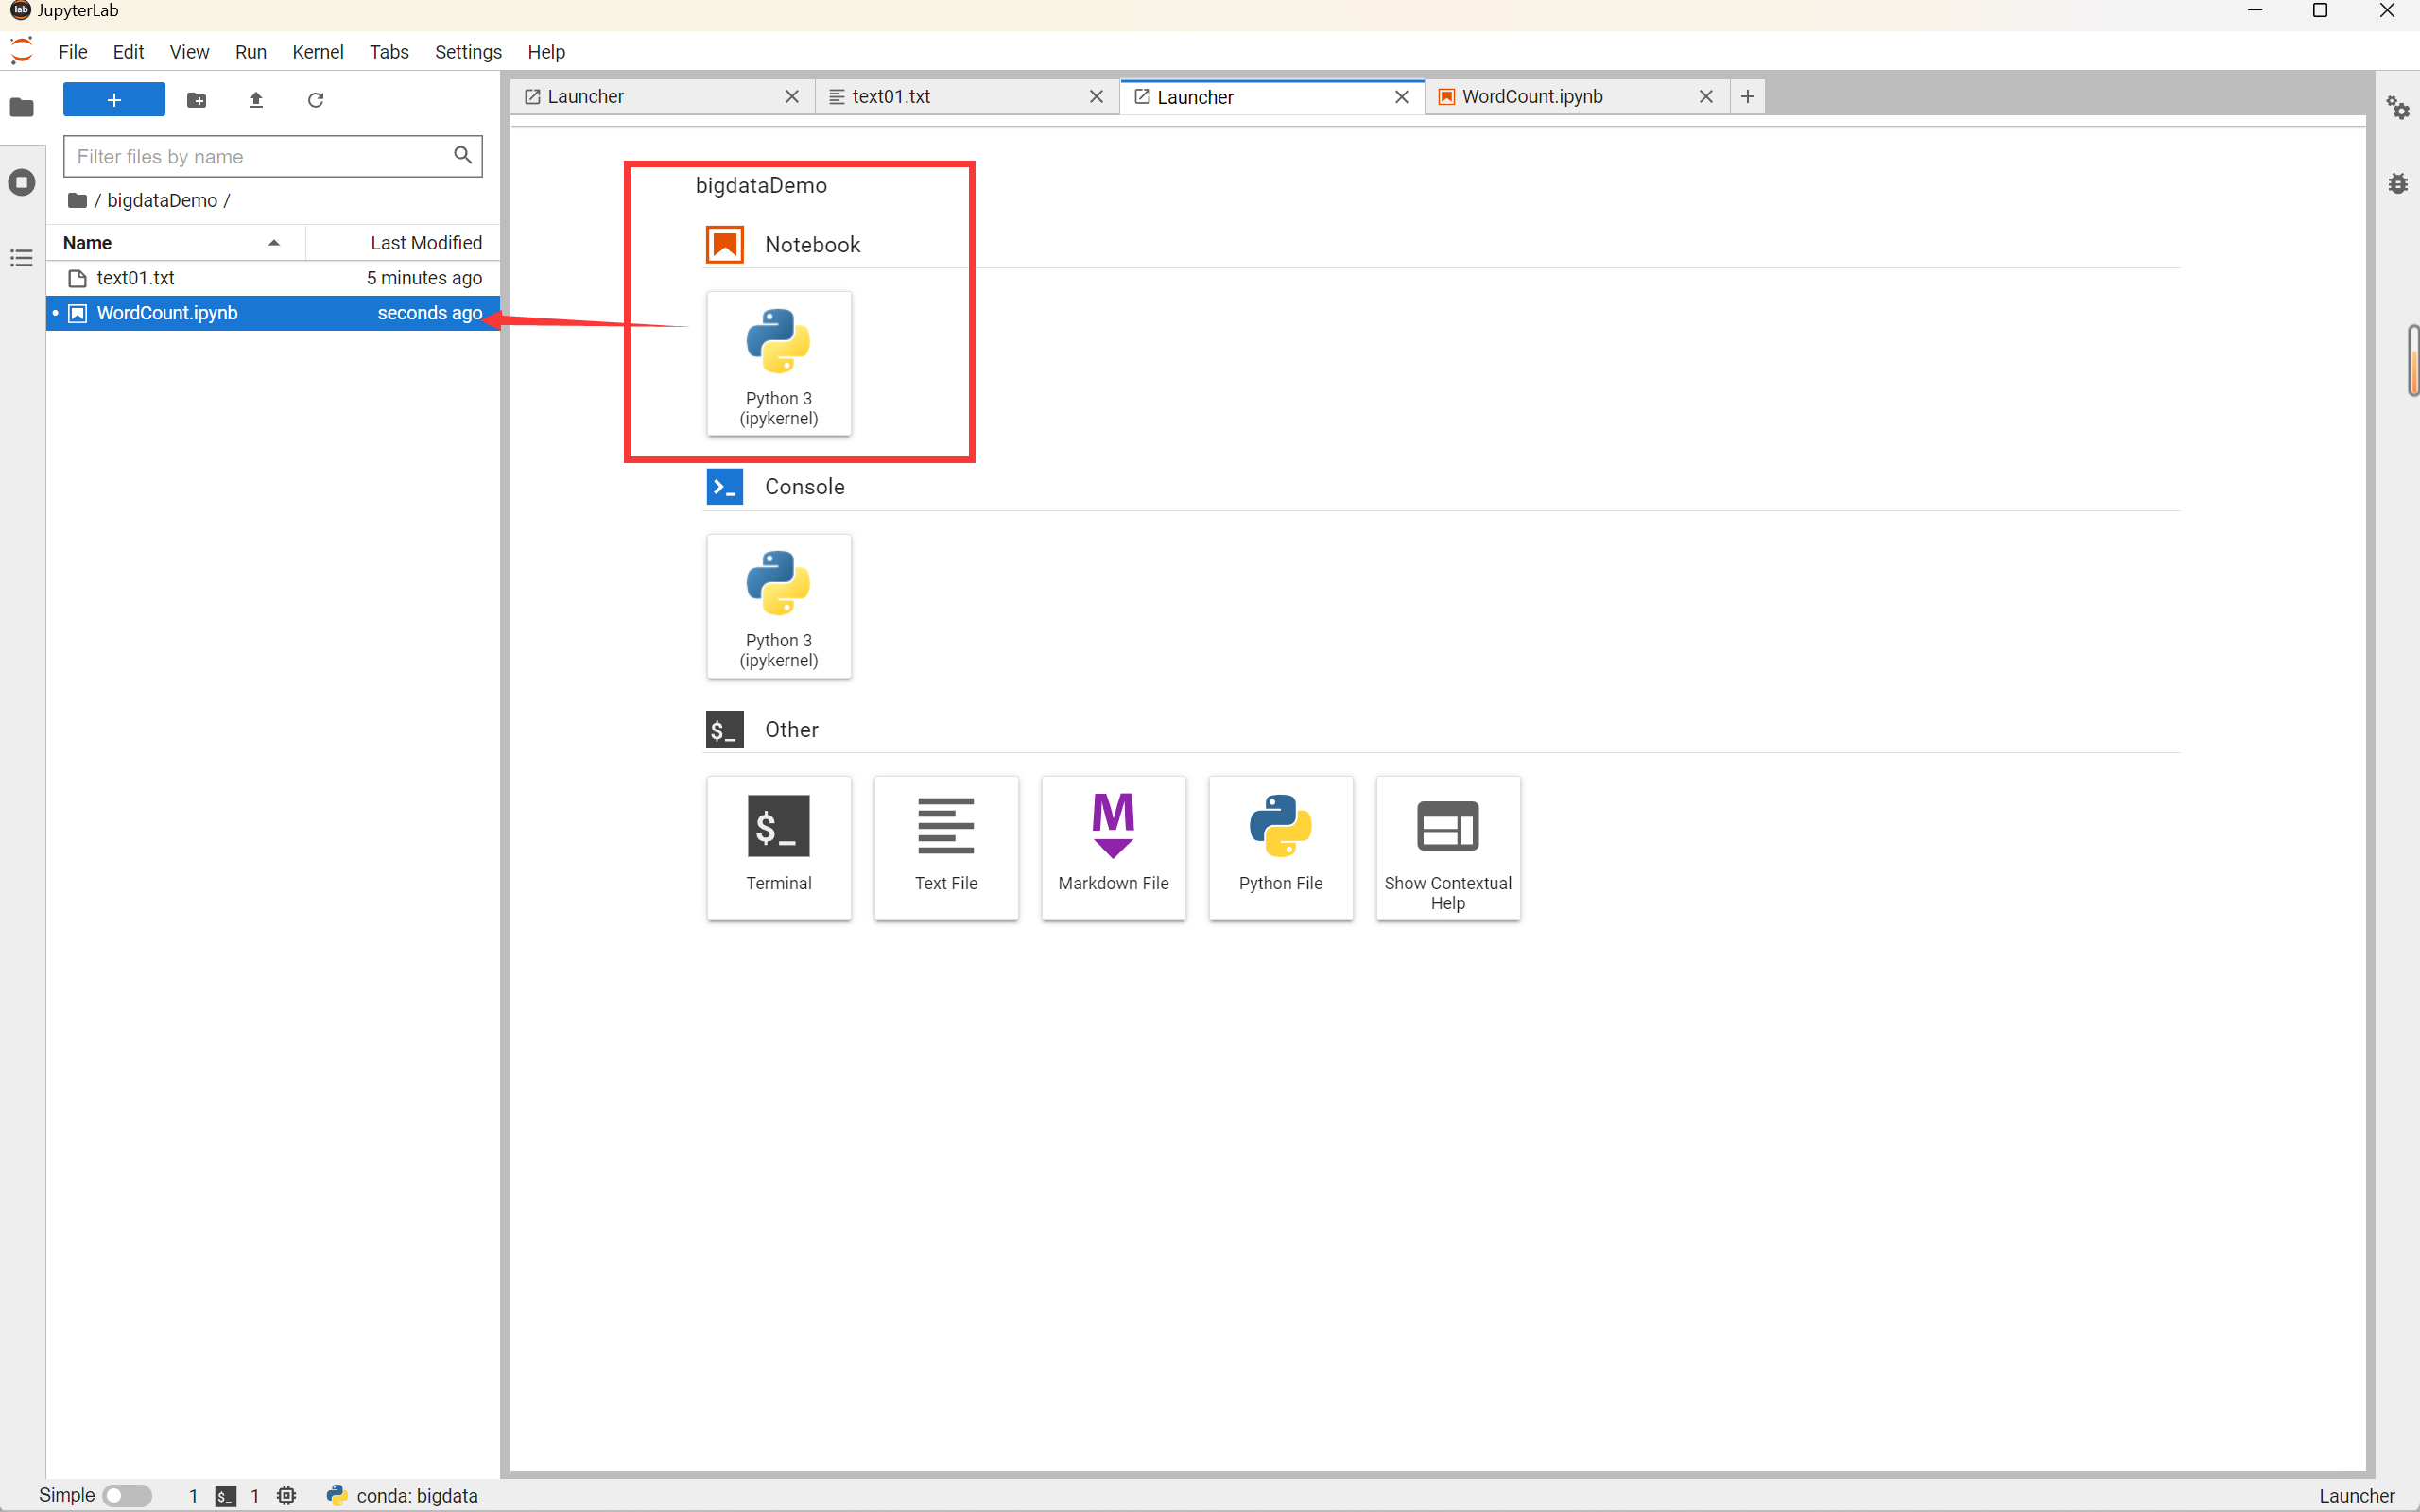 lab JupyterLab
File Edit View Run Kernel Tabs Settings Help
+
Launcher
text01.txt
Launcher
WordCount.ipynb
+
Filter files by name
/ bigdataDemo /
Name Last Modified
text01.txt 5 minutes ago
WordCount.ipynb seconds ago
bigdataDemo
Notebook
Python 3
(ipykernel)
Console
Python 3
(ipykernel)
$_ Other
$_
Terminal
Text File
M
Markdown File
Python File
Show Contextual
Help
Simple 1 $_ 1 conda: bigdata Launcher